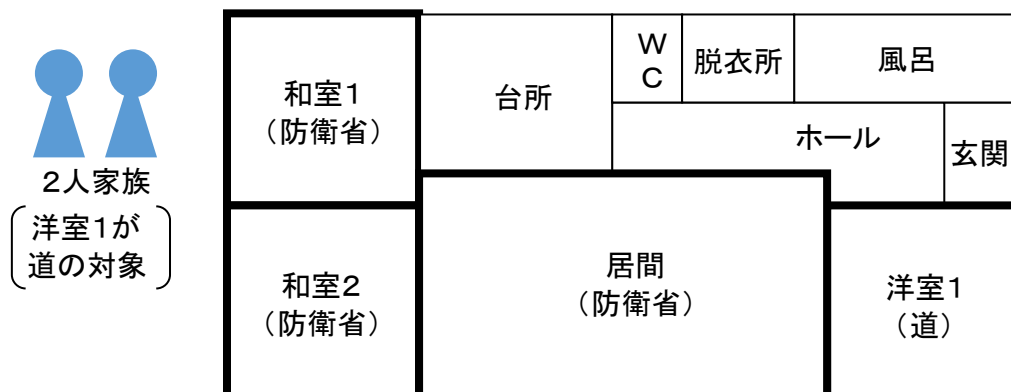 2人家族
洋室1が
道の対象
和室1
(防衛省)
台所
WC
脱衣所
風呂
ホール
玄関
和室2
(防衛省)
居間
(防衛省)
洋室1
(道)